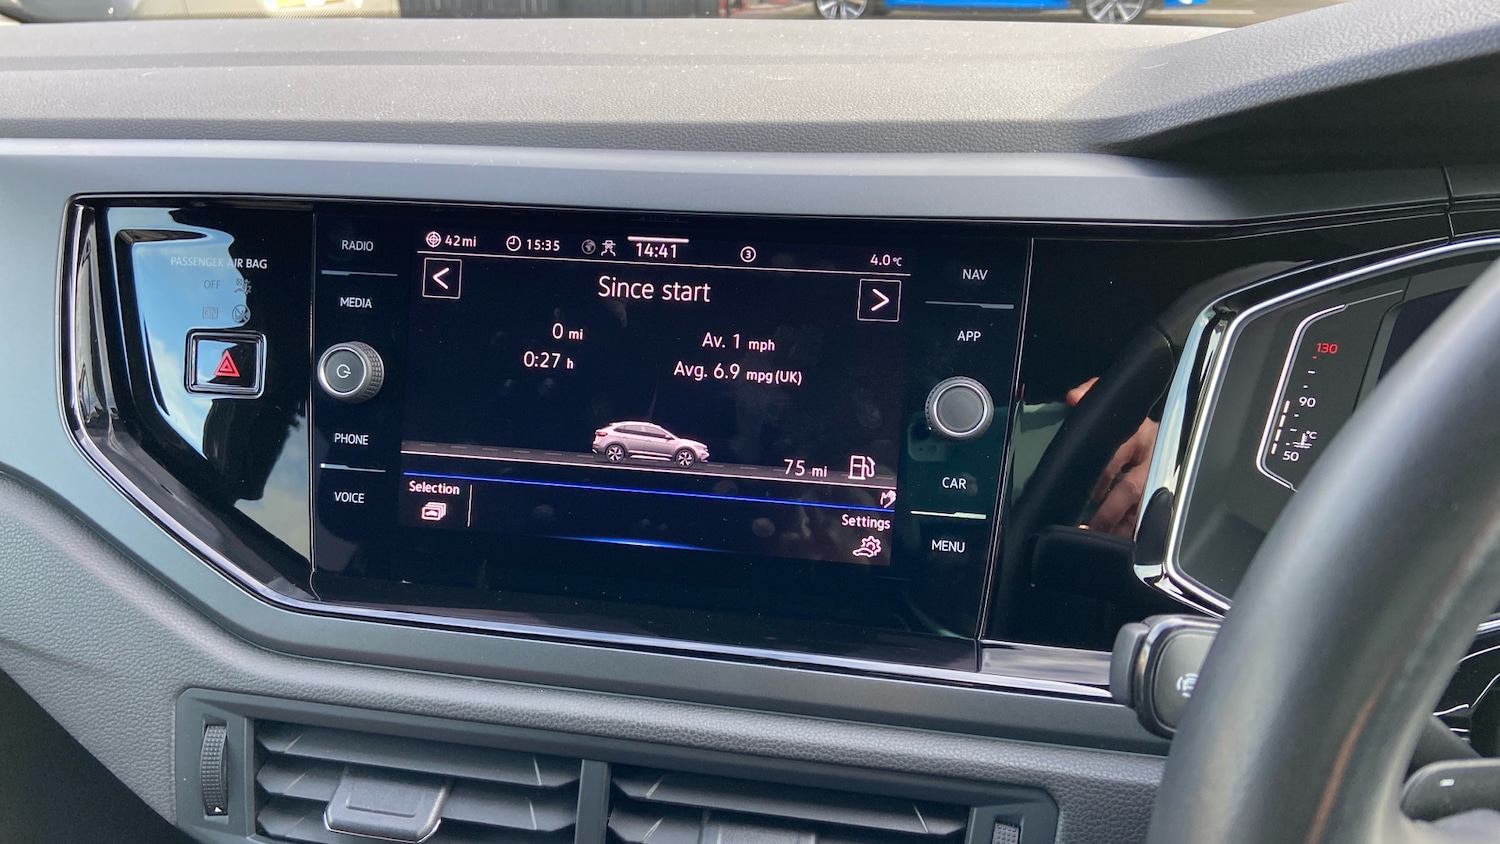 PASSENGER AIR BAG
OFF
RADIO
MEDIA
PHONE
VOICE
42mi
15:35
14:41
3
4.0°C
Since start
0 mi
Av. 1 mph
0:27 h
Avg. 6.9 mpg (UK)
75 mi
Selection
Settings
NAV
APP
CAR
MENU
130
90
°C
50